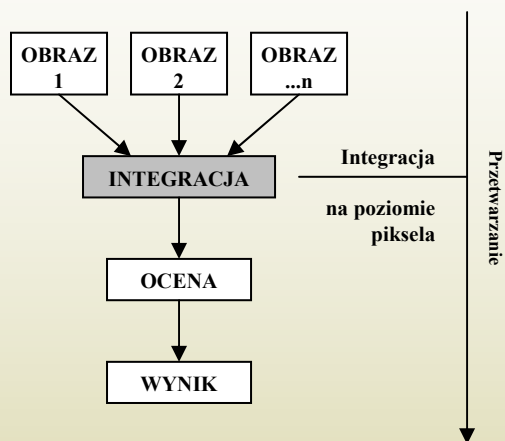 OBRAZ
1
OBRAZ
2
OBRAZ
...n
INTEGRACJA
Integracja
na poziomie
piksela
Przetwarzanie
OCENA
WYNIK